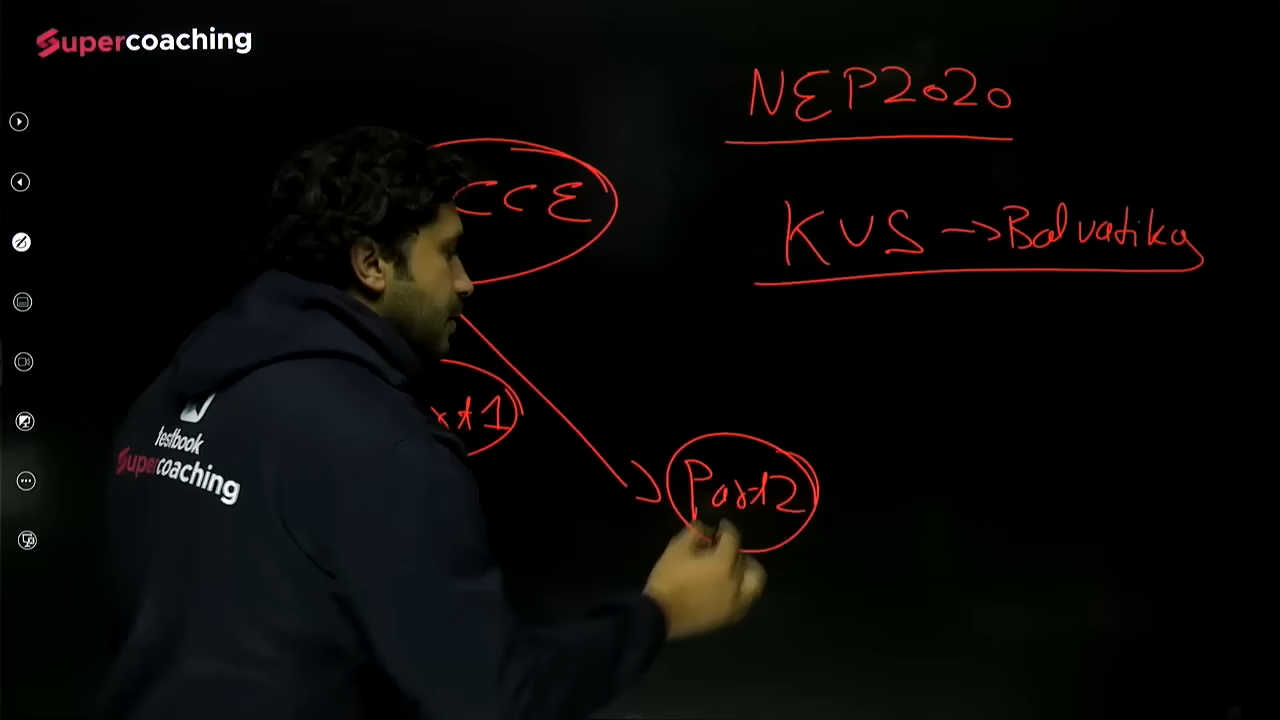 Supercoaching
NEP2020
CCE
KVS → Balvatika
Part2
testbook
Supercoaching